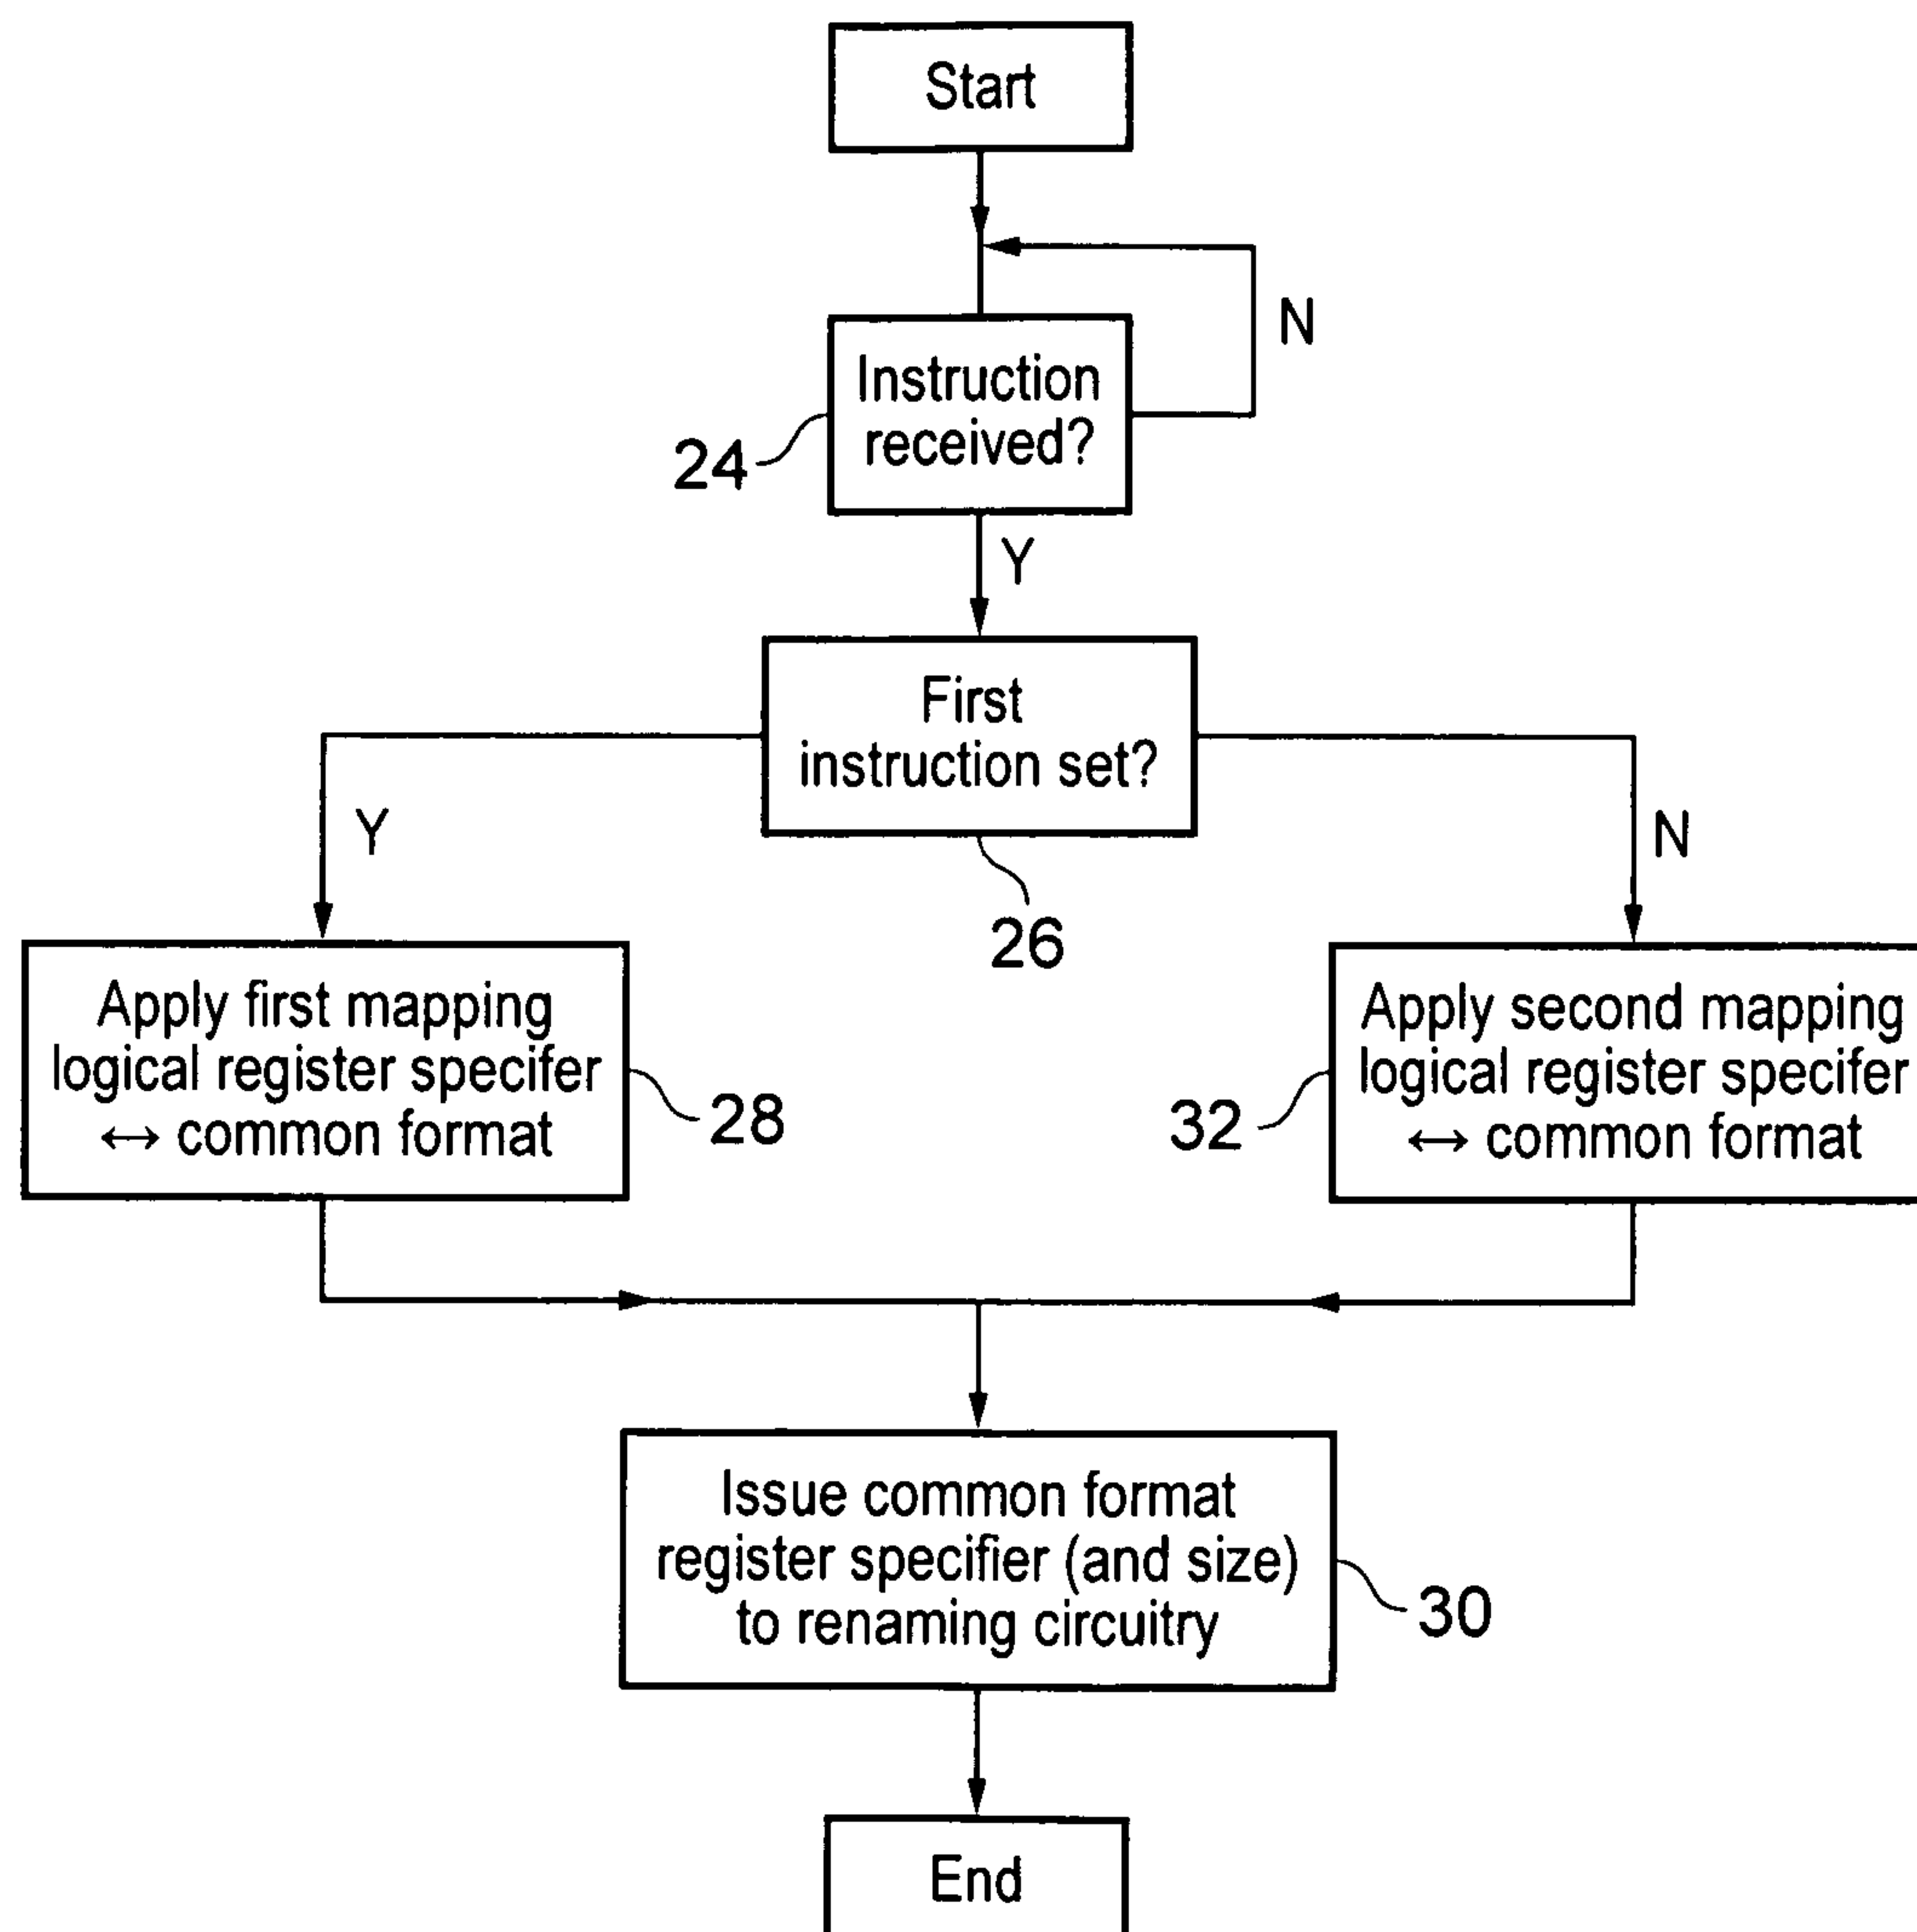 Start
N
Instruction
received?
24
Y
First
instruction set?
Y
N
26
Apply first mapping
logical register specifer
↔ common format
28
32
Apply second mapping
logical register specifer
↔ common format
Issue common format
register specifier (and size)
to renaming circuitry
30
End